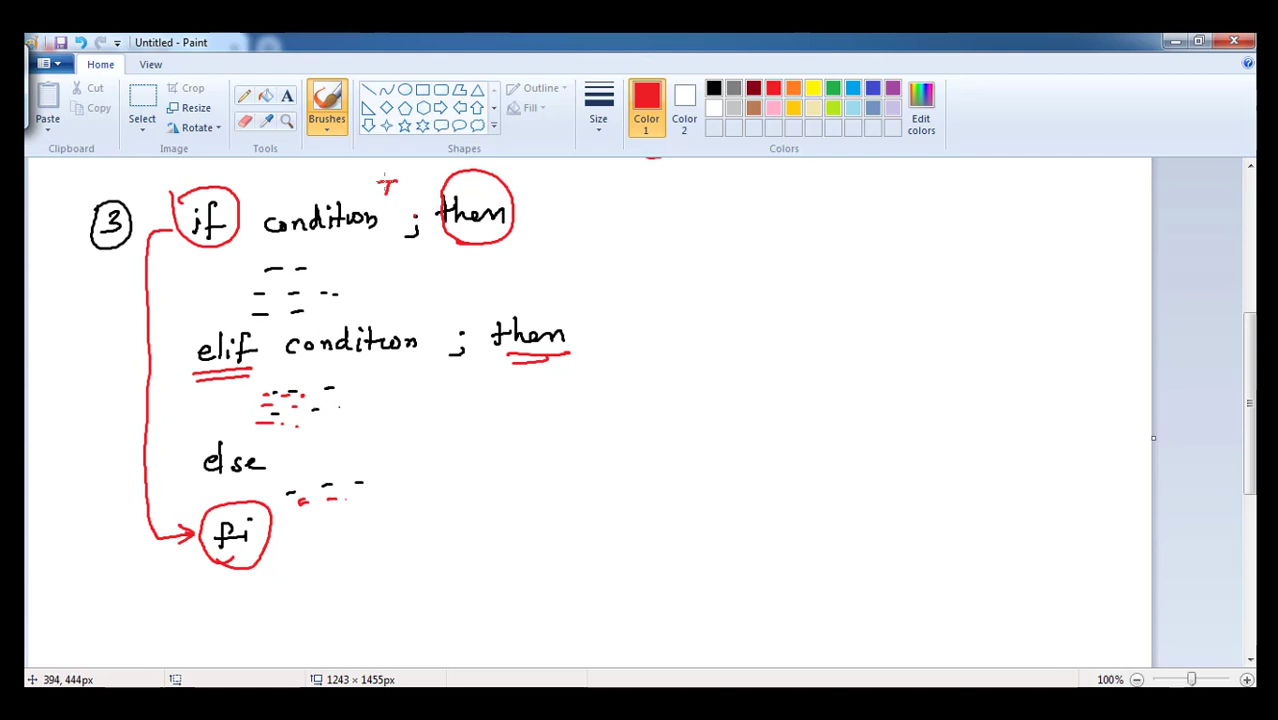 Untitled - Paint
Home View
Cut
Copy
Paste
Clipboard
Select
Crop
Resize
Rotate
Image
Tools
Brushes
Shapes
Outline
Fill
Size
Color 1
Color 2
Edit colors
Colors
T
3 if condition ; then
elif condition ; then
else
fi
394, 444px
1243 × 1455px
100%